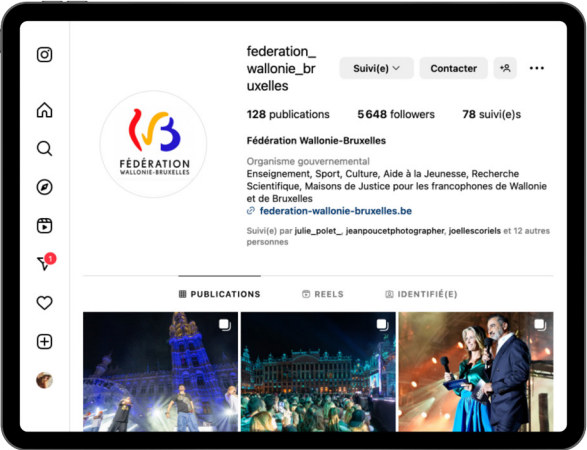 federation_
wallonie_br
uxelles
Suivi(e)
Contacter
128 publications
5 648 followers
78 suivi(e)s
Fédération Wallonie-Bruxelles
Organisme gouvernemental
Enseignement, Sport, Culture, Aide à la Jeunesse, Recherche
Scientifique, Maisons de Justice pour les francophones de Wallonie
et de Bruxelles
federation-wallonie-bruxelles.be
Suivi(e) par julie_polet_, jeanpoucetphotographer, joellescoriels et 12 autres
personnes
FÉDÉRATION
WALLONIE-BRUXELLES
1
PUBLICATIONS
REELS
IDENTIFIÉ(E)